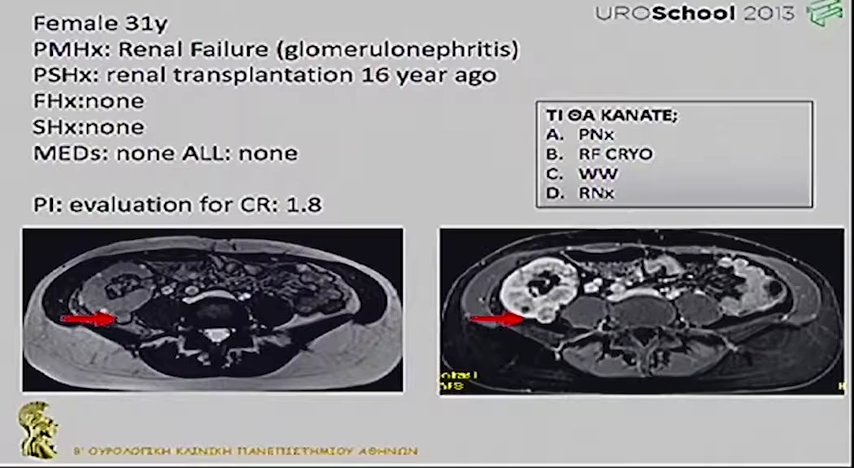 Female 31y
UROSchool 2013
PMHx: Renal Failure (glomerulonephritis)
PSHx: renal transplantation 16 year ago
FHx:none
SHx:none
MEDs: none ALL: none
PI: evaluation for CR: 1.8
ΤΙ ΘΑ ΚΑΝΑΤΕ;
A. PNx
B. RF CRYO
C. WW
D. RNx
H
Β' ΟΥΡΟΛΟΓΙΚΗ ΚΛΙΝΙΚΗ ΠΑΝΕΠΙΣΤΗΜΙΟΥ ΑΘΗΝΩΝ